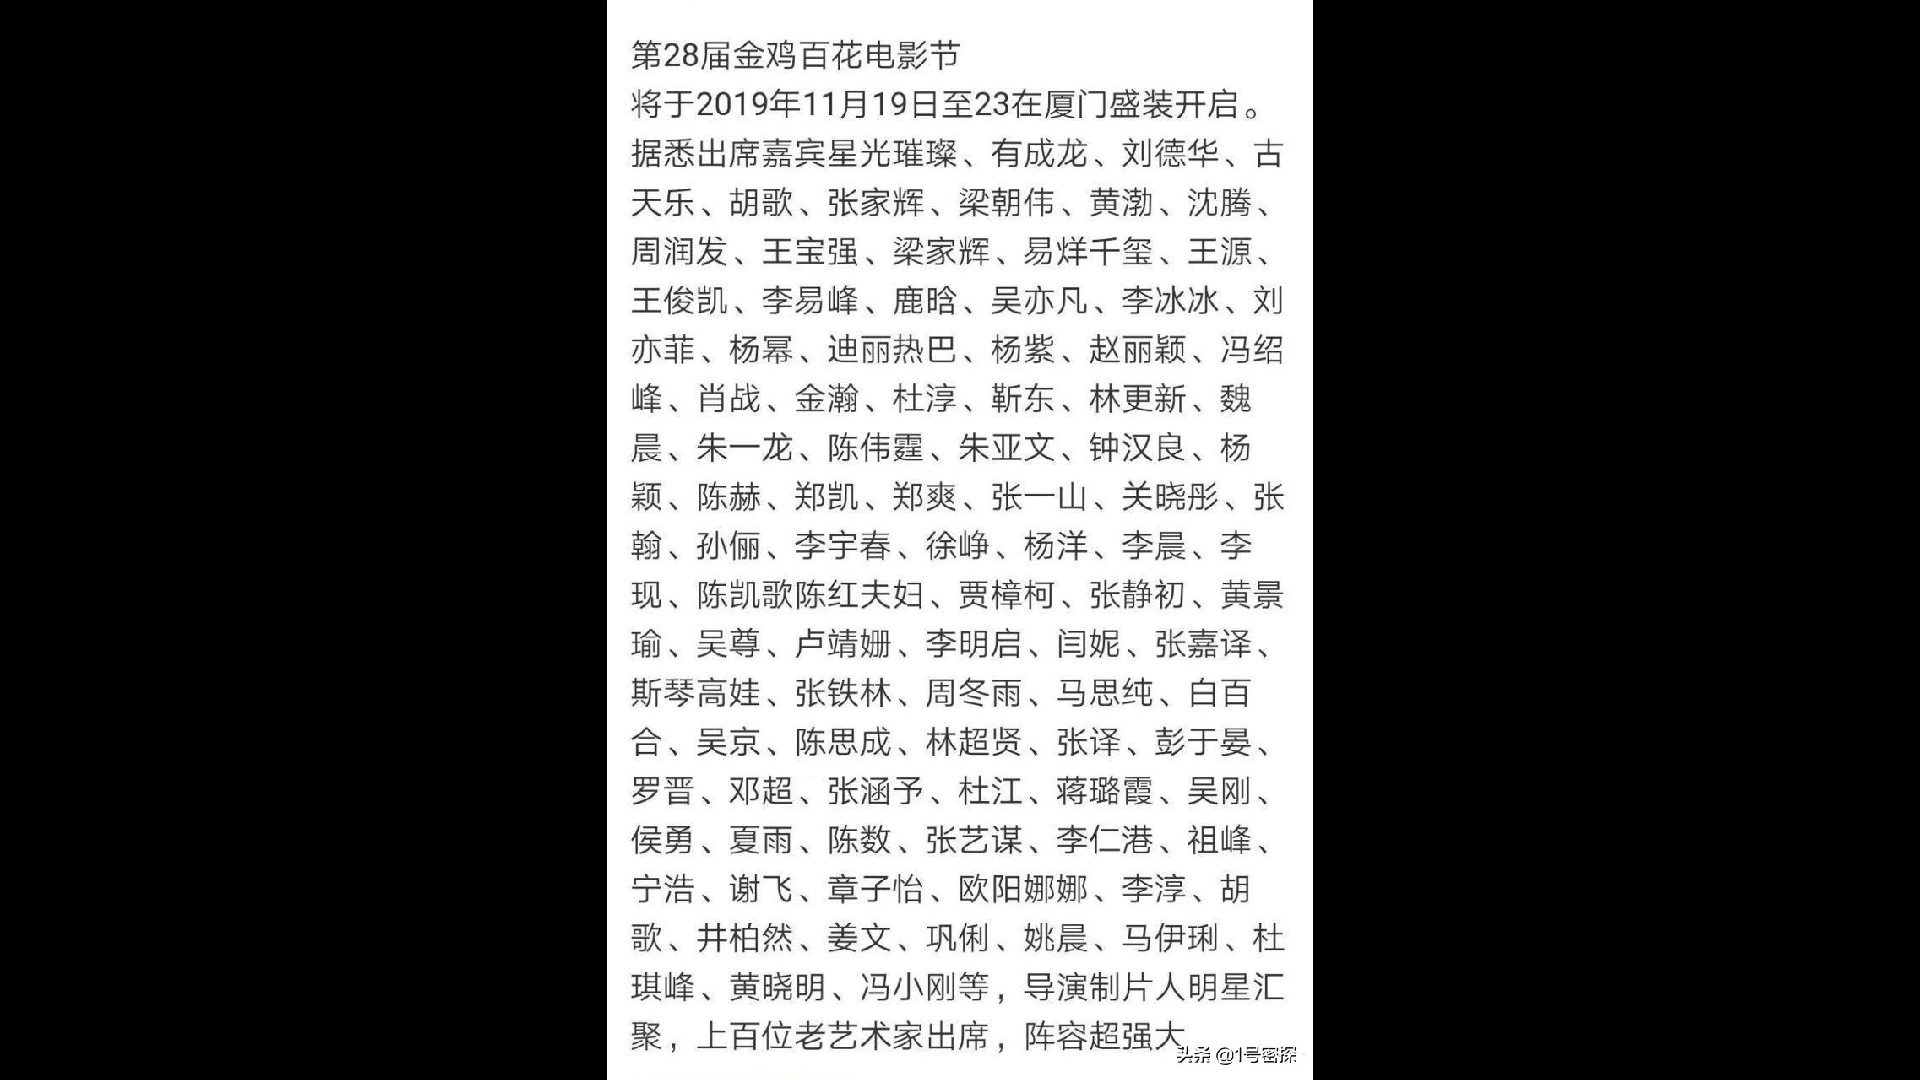 第28届金鸡百花电影节
将于2019年11月19日至23在厦门盛装开启。
据悉出席嘉宾星光璀璨、有成龙、刘德华、古
天乐、胡歌、张家辉、梁朝伟、黄渤、沈腾、
周润发、王宝强、梁家辉、易烊千玺、王源、
王俊凯、李易峰、鹿晗、吴亦凡、李冰冰、刘
亦菲、杨幂、迪丽热巴、杨紫、赵丽颖、冯绍
峰、肖战、金瀚、杜淳、靳东、林更新、魏
晨、朱一龙、陈伟霆、朱亚文、钟汉良、杨
颖、陈赫、郑凯、郑爽、张一山、关晓彤、张
翰、孙俪、李宇春、徐峥、杨洋、李晨、李
现、陈凯歌陈红夫妇、贾樟柯、张静初、黄景
瑜、吴尊、卢靖姗、李明启、闫妮、张嘉译、
斯琴高娃、张铁林、周冬雨、马思纯、白百
合、吴京、陈思成、林超贤、张译、彭于晏、
罗晋、邓超、张涵予、杜江、蒋璐霞、吴刚、
侯勇、夏雨、陈数、张艺谋、李仁港、祖峰、
宁浩、谢飞、章子怡、欧阳娜娜、李淳、胡
歌、井柏然、姜文、巩俐、姚晨、马伊琍、杜
琪峰、黄晓明、冯小刚等，导演制片人明星汇
聚，上百位老艺术家出席，阵容超强大
头条 @1号密探